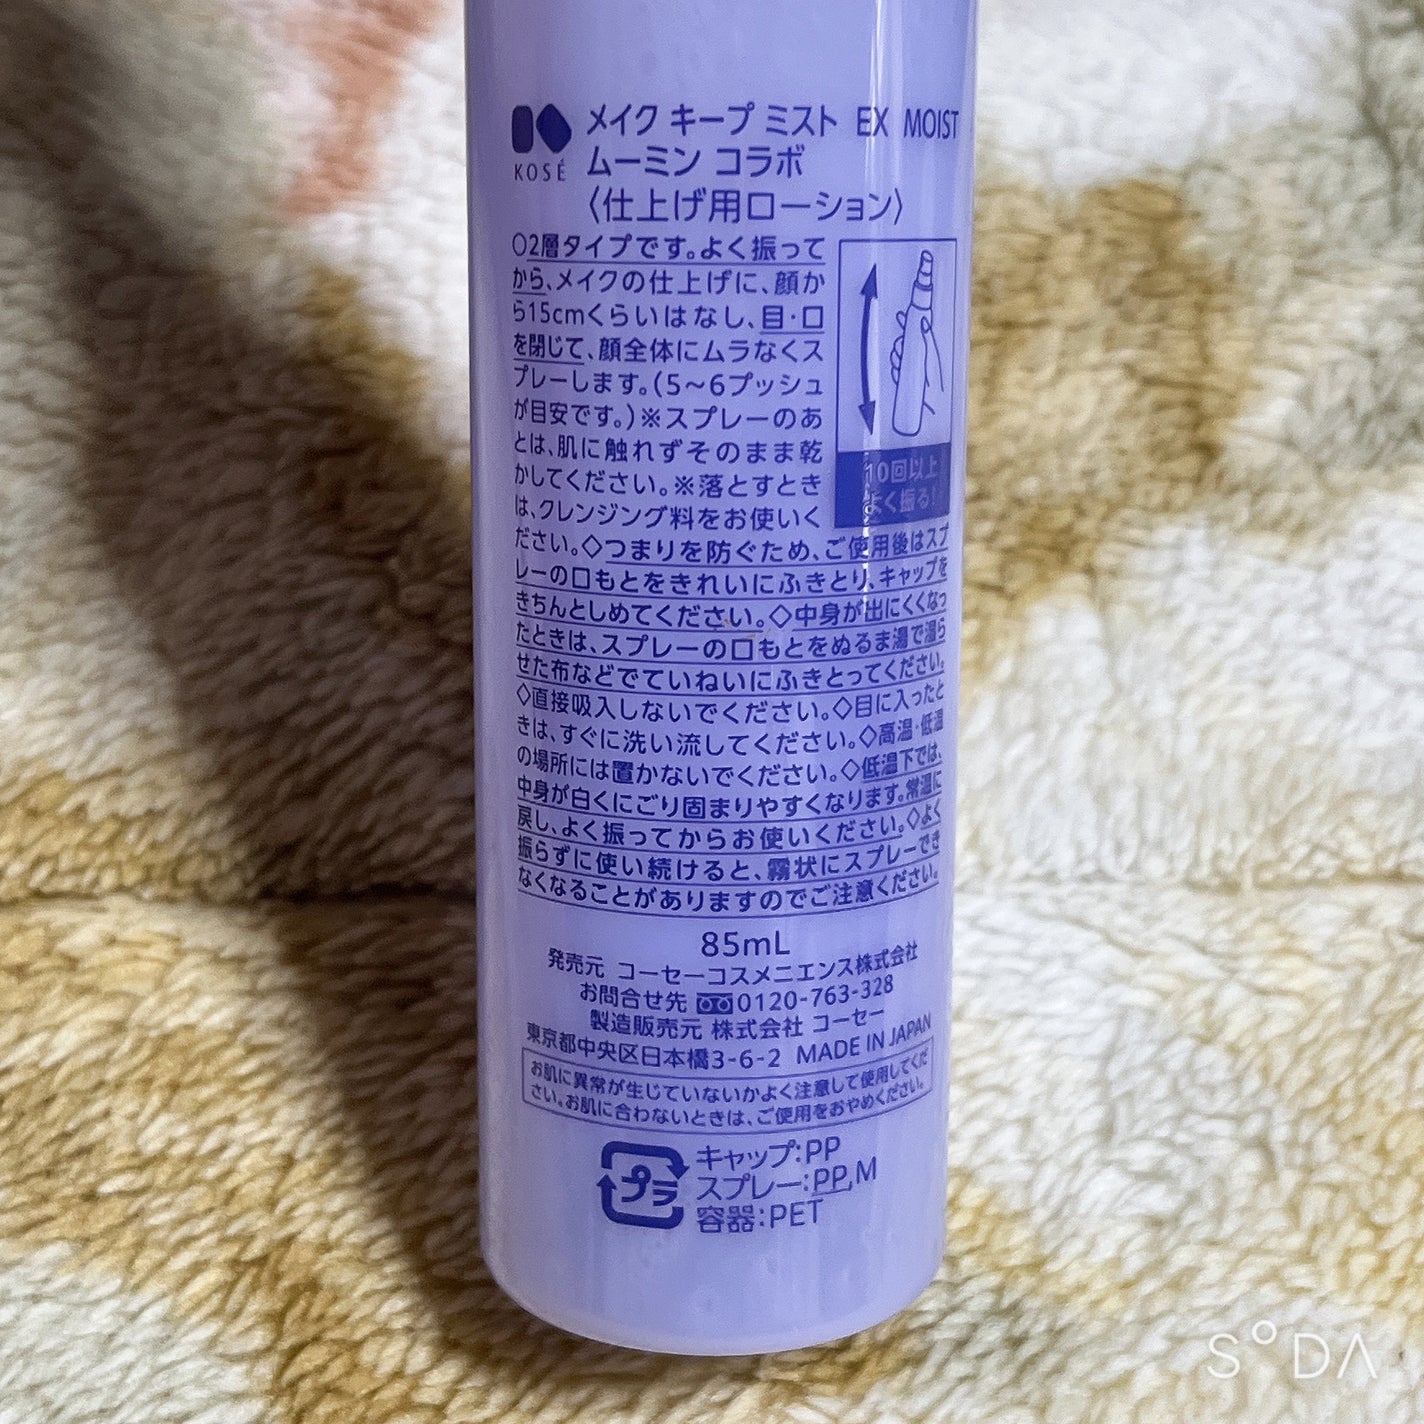 メイク キープ ミスト EX MOIST
KOSÉ
ムーミン コラボ
〈仕上げ用ローション〉
○2層タイプです。よく振って
から、メイクの仕上げに、顔か
ら15cmくらいはなし、目・口
を閉じて、顔全体にムラなくス
プレーします。(5～6プッシュ
が目安です。)※スプレーのあ
とは、肌に触れずそのまま乾
かしてください。※落とすとき
は、クレンジング料をお使いく
10回以上
よく振る!!
ださい。◇つまりを防ぐため、ご使用後はスプ
レーの口もとをきれいにふきとり、キャップを
きちんとしめてください。◇中身が出にくくなっ
たときは、スプレーの口もとをぬるま湯で温ら
せた布などでていねいにふきとってください。
◇直接吸入しないでください。◇目に入ったと
きは、すぐに洗い流してください。◇高温・低温
の場所には置かないでください。◇低温下では、
中身が白くにごり固まりやすくなります。常温に
戻し、よく振ってからお使いください。◇よく
振らずに使い続けると、霧状にスプレーでき
なくなることがありますのでご注意ください。
85mL
発売元 コーセーコスメニエンス株式会社
お問合せ先 0120-763-328
製造販売元 株式会社 コーセー
東京都中央区日本橋3-6-2 MADE IN JAPAN
お肌に異常が生じていないかよく注意して使用してくだ
さい。お肌に合わないときは、ご使用をおやめください。
プラ
キャップ:PP
スプレー:PP,M
容器:PET
SODA